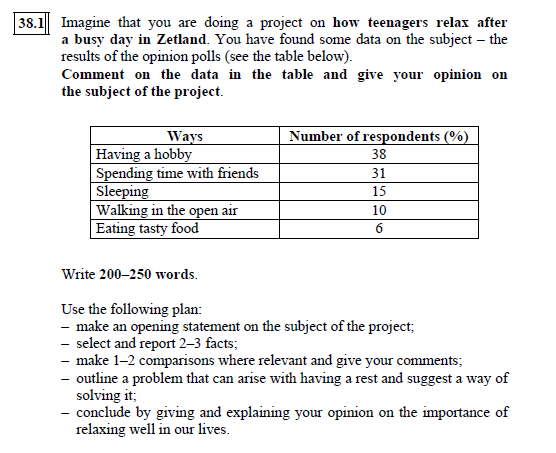 38.1 Imagine that you are doing a project on how teenagers relax after
a busy day in Zetland. You have found some data on the subject – the
results of the opinion polls (see the table below).
Comment on the data in the table and give your opinion on
the subject of the project.
Ways Number of respondents (%)
Having a hobby 38
Spending time with friends 31
Sleeping 15
Walking in the open air 10
Eating tasty food 6
Write 200–250 words.
Use the following plan:
– make an opening statement on the subject of the project;
– select and report 2–3 facts;
– make 1–2 comparisons where relevant and give your comments;
– outline a problem that can arise with having a rest and suggest a way of
solving it;
– conclude by giving and explaining your opinion on the importance of
relaxing well in our lives.